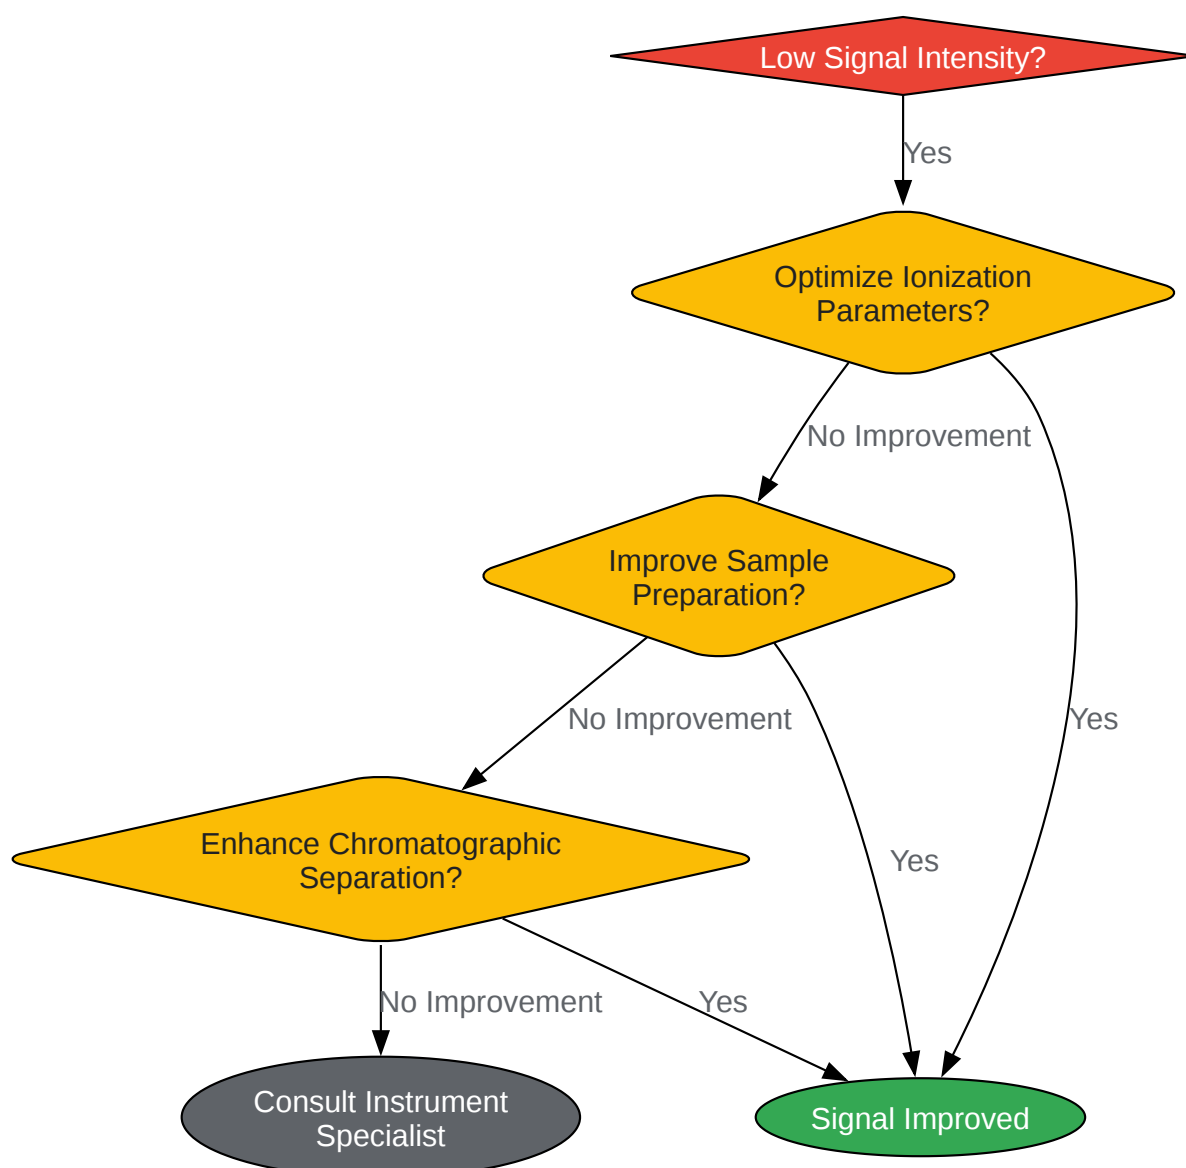 Low Signal Intensity?
Yes
Optimize Ionization
Parameters?
No Improvement
Improve Sample
Preparation?
No Improvement
Yes
Enhance Chromatographic
Separation?
Yes
No Improvement
Yes
Consult Instrument
Specialist
Signal Improved